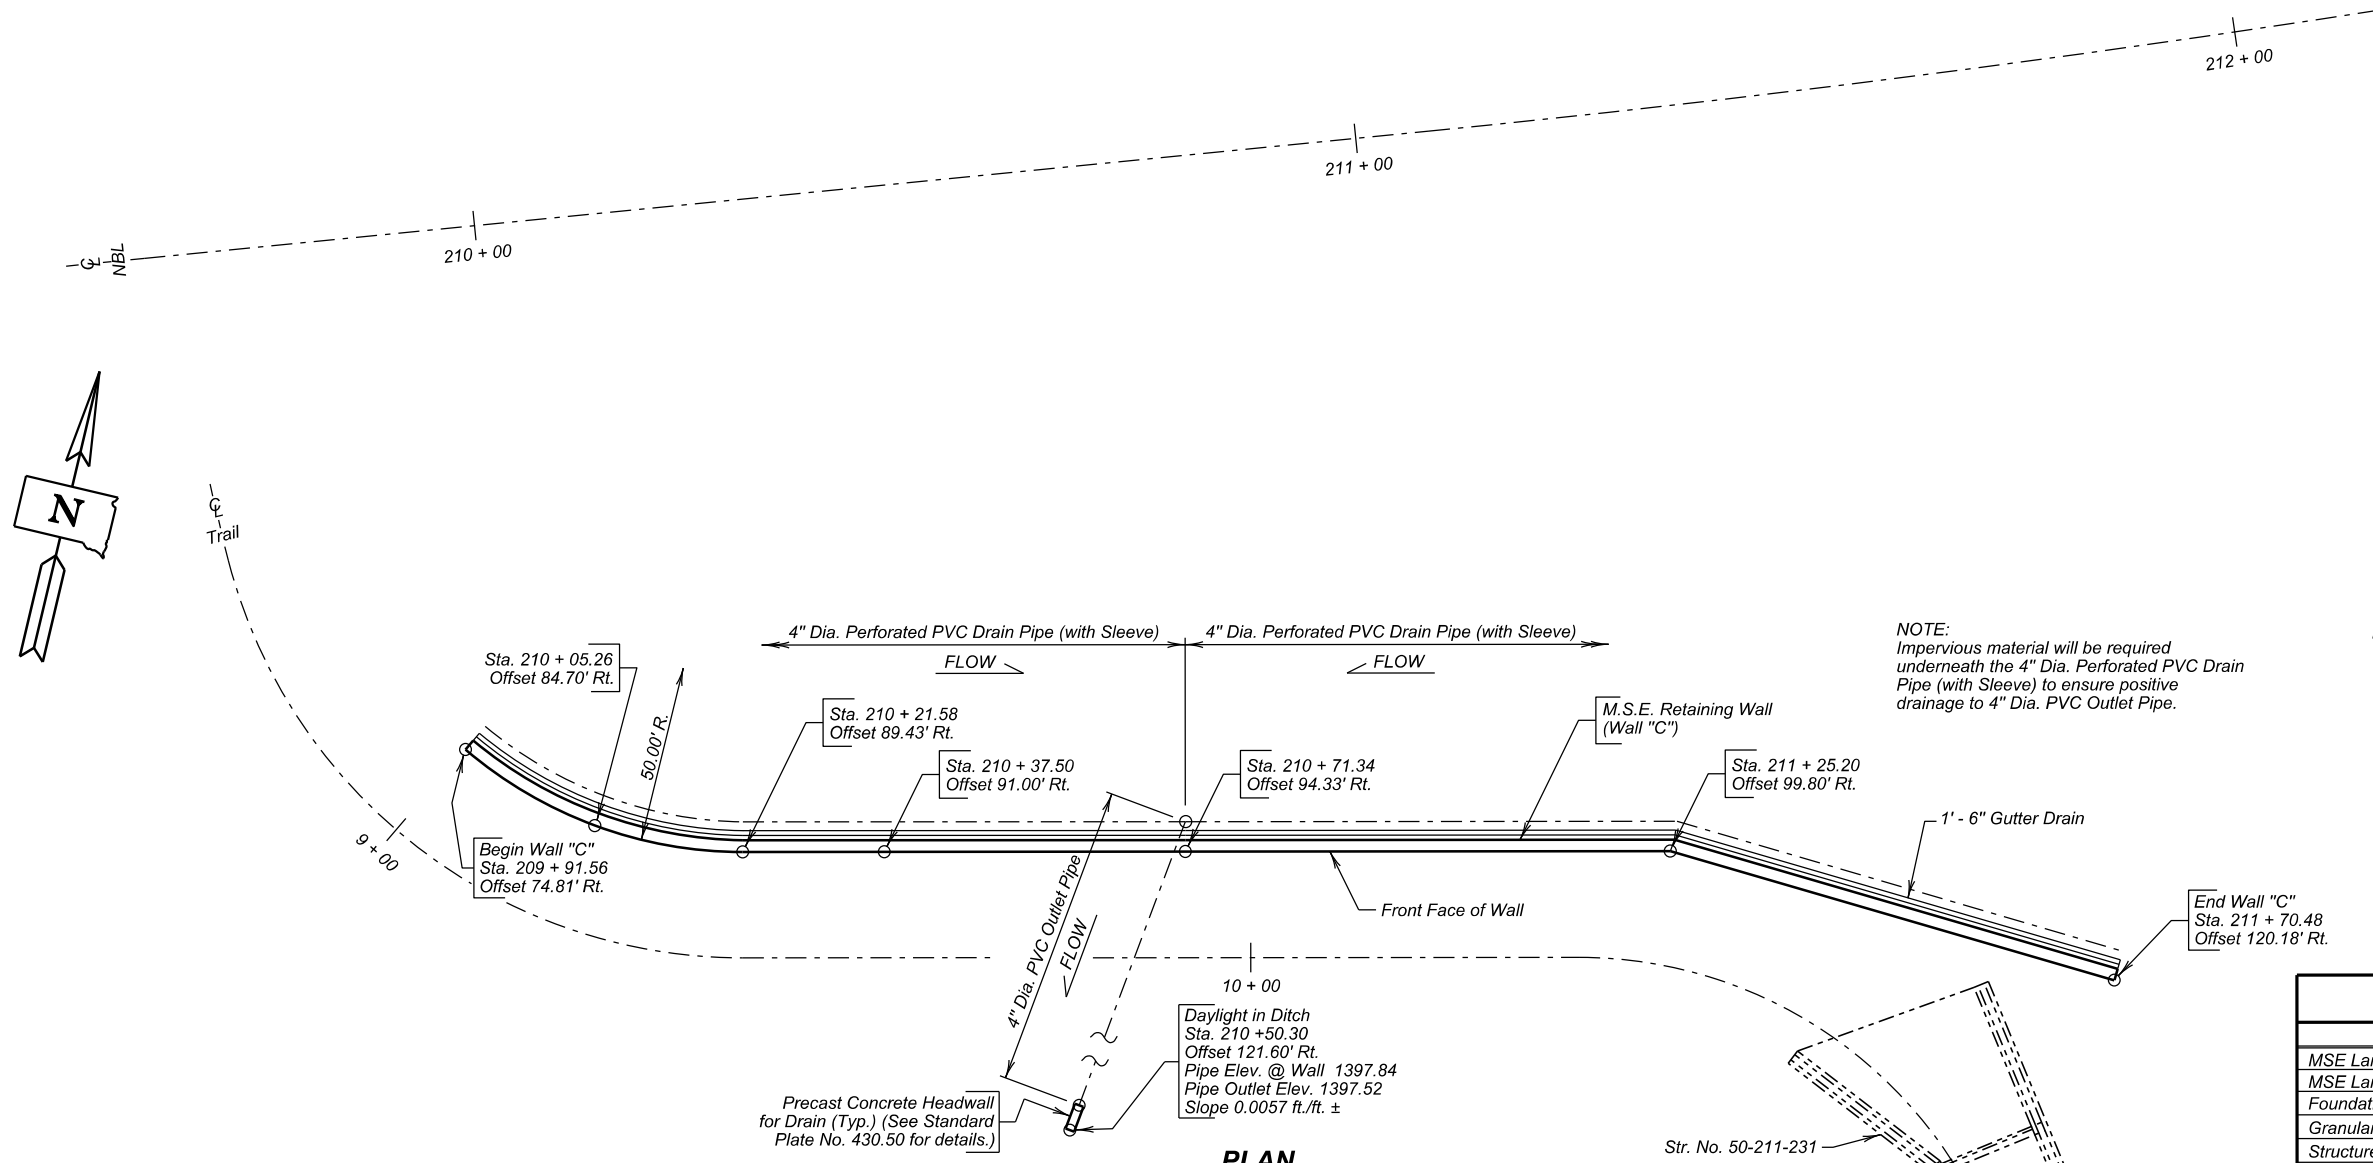 212 + 00
211 + 00
210 + 00
℄
NBL
N
℄
Trail
4" Dia. Perforated PVC Drain Pipe (with Sleeve)
4" Dia. Perforated PVC Drain Pipe (with Sleeve)
FLOW
FLOW
NOTE:
Impervious material will be required
underneath the 4" Dia. Perforated PVC Drain
Pipe (with Sleeve) to ensure positive
drainage to 4" Dia. PVC Outlet Pipe.
Sta. 210 + 05.26
Offset 84.70' Rt.
50.00' R.
Sta. 210 + 21.58
Offset 89.43' Rt.
M.S.E. Retaining Wall
(Wall "C")
Sta. 210 + 37.50
Offset 91.00' Rt.
Sta. 210 + 71.34
Offset 94.33' Rt.
Sta. 211 + 25.20
Offset 99.80' Rt.
1' - 6" Gutter Drain
9 + 00
Begin Wall "C"
Sta. 209 + 91.56
Offset 74.81' Rt.
4" Dia. PVC Outlet Pipe
FLOW
Front Face of Wall
End Wall "C"
Sta. 211 + 70.48
Offset 120.18' Rt.
10 + 00
Daylight in Ditch
Sta. 210 +50.30
Offset 121.60' Rt.
Pipe Elev. @ Wall 1397.84
Pipe Outlet Elev. 1397.52
Slope 0.0057 ft./ft. ±
Precast Concrete Headwall
for Drain (Typ.) (See Standard
Plate No. 430.50 for details.)
Str. No. 50-211-231
PLAN
MSE
MSE
Structure